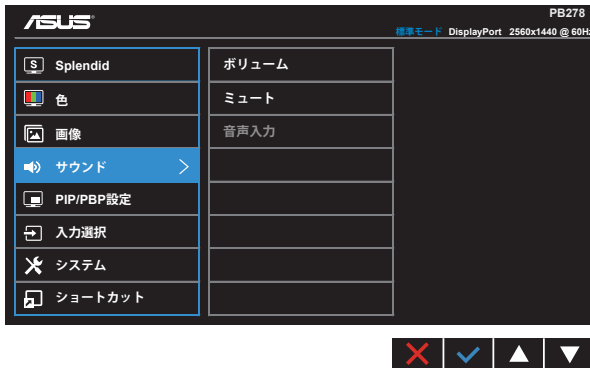 ASUS
PB278
標準モード DisplayPort 2560x1440 @ 60Hz
S Splendid
色
画像
サウンド
PIP/PBP設定
入力選択
システム
ショートカット
ボリューム
ミュート
音声入力